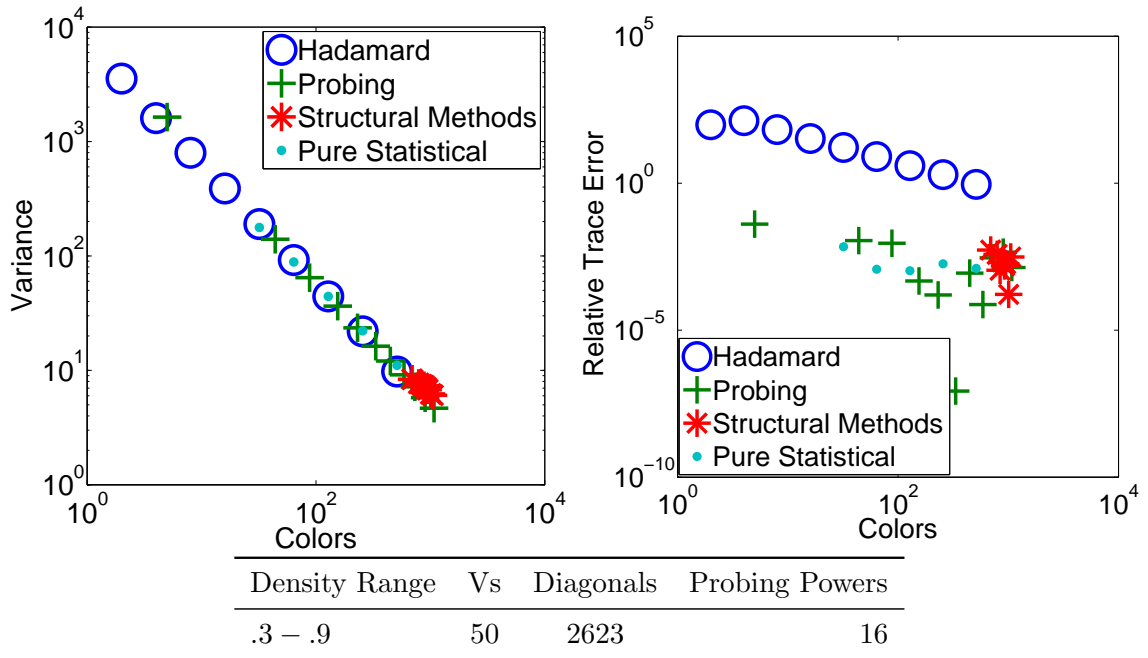 10^4
10^3
10^2
10^1
10^0
Variance
Hadamard
Probing
Structural Methods
Pure Statistical
10^0
10^2
10^4
Colors
10^5
10^0
10^−5
10^−10
Relative Trace Error
Hadamard
Probing
Structural Methods
Pure Statistical
10^0
10^2
10^4
Colors
Density Range Vs Diagonals Probing Powers
.3 − .9 50 2623 16